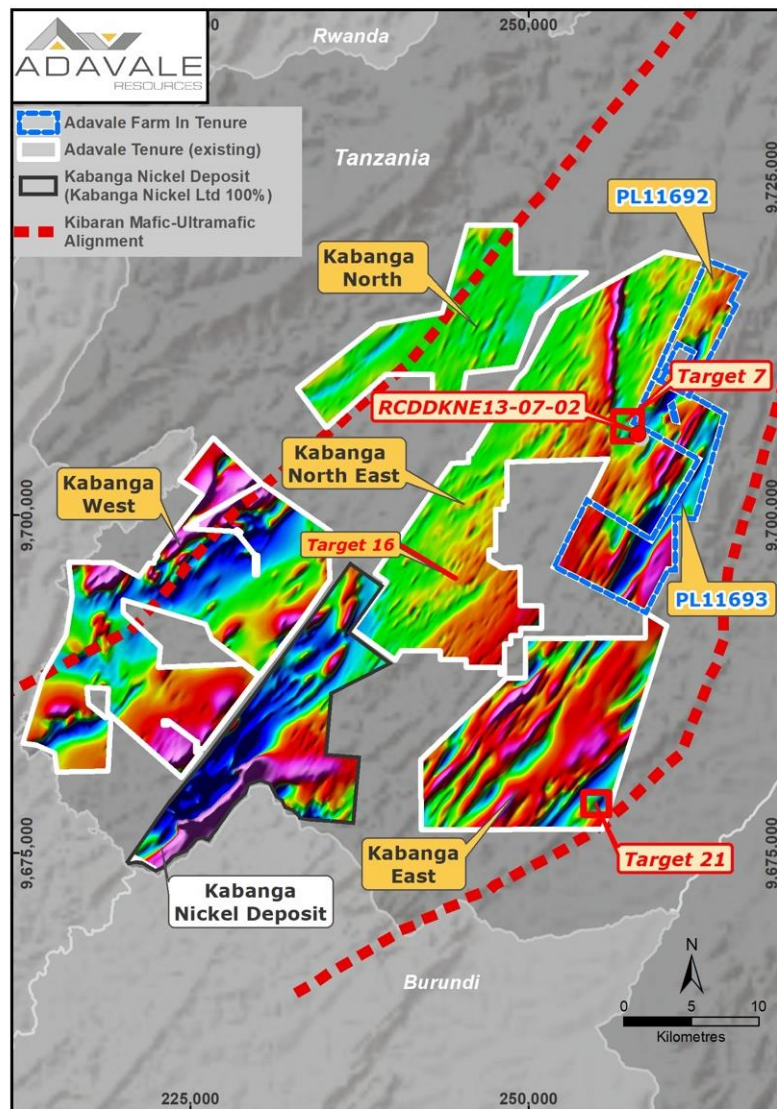 ADAVALE
RESOURCES
Adavale Farm In Tenure
Adavale Tenure (existing)
Kabanga Nickel Deposit
(Kabanga Nickel Ltd 100%)
Kibaran Mafic-Ultramafic
Alignment
250,000
Rwanda
Tanzania
9,725,000
PL11692
Kabanga
North
Target 7
RCDDKNE13-07-02
Kabanga
North East
Kabanga
West
9,700,000
9,700,000
Target 16
PL11693
Kabanga
East
Target 21
Kabanga
Nickel Deposit
9,675,000
9,675,000
Burundi
N
0 5 10
Kilometres
225,000
250,000